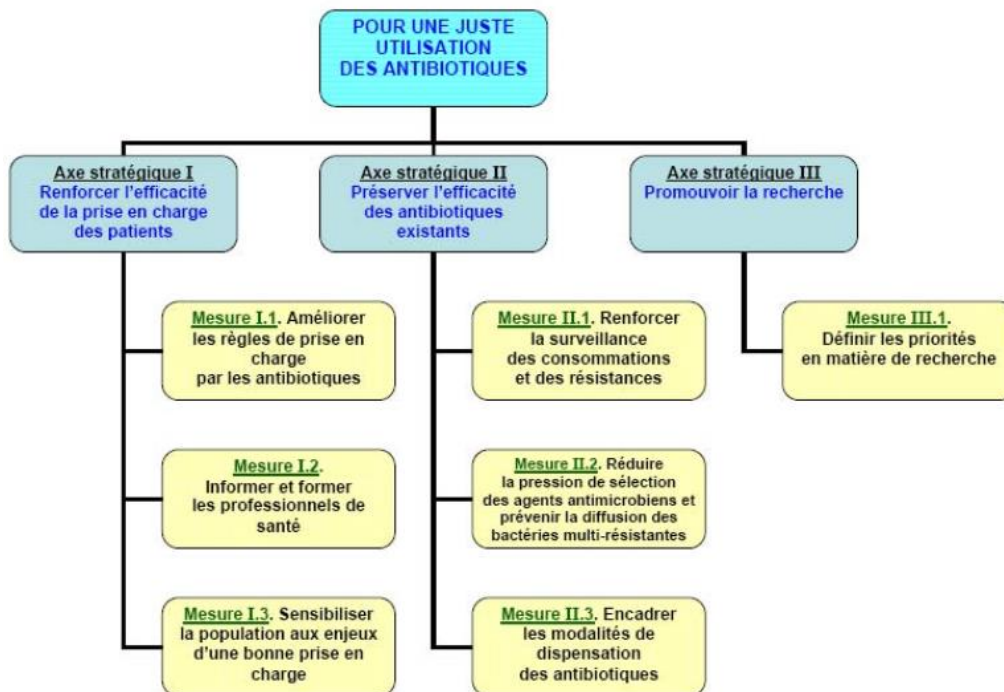 POUR UNE JUSTE
UTILISATION
DES ANTIBIOTIQUES
Axe stratégique I
Renforcer l'efficacité
de la prise en charge
des patients
Axe stratégique II
Préserver l'efficacité
des antibiotiques
existants
Axe stratégique III
Promouvoir la recherche
Mesure I.1. Améliorer
les règles de prise en
charge
par les antibiotiques
Mesure II.1. Renforcer
la surveillance
des consommations
et des résistances
Mesure III.1.
Définir les priorités
en matière de recherche
Mesure I.2.
Informer et former
les professionnels de
santé
Mesure II.2. Réduire
la pression de sélection
des agents antimicrobiens et
prévenir la diffusion des
bactéries multi-résistantes
Mesure I.3. Sensibiliser
la population aux enjeux
d'une bonne prise en
charge
Mesure II.3. Encadrer
les modalités de
dispensation
des antibiotiques